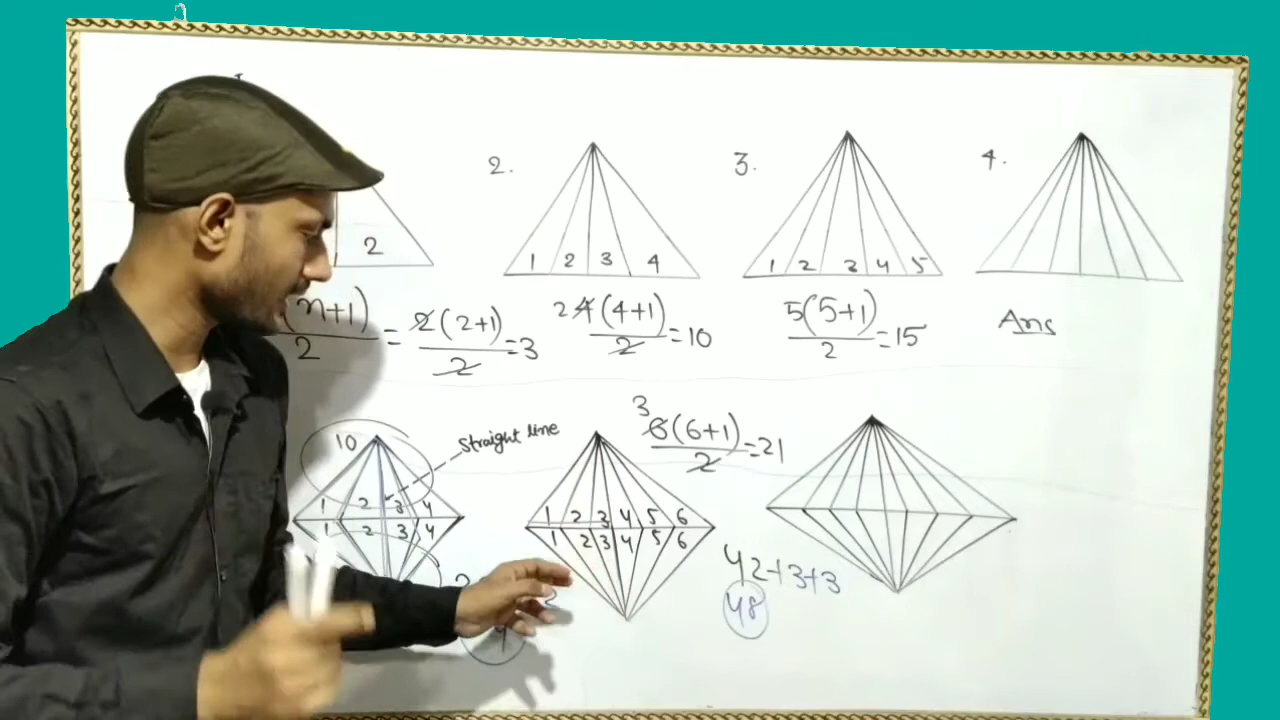 2
2. 1 2 3 4
3. 1 2 3 4 5
4.
(n+1)/2 = 2(2+1)/2 = 3
2 4(4+1)/2 = 10
5(5+1)/2 = 15
Ans
10
Straight line
1 2 3 4
1 2 3 4
3 6(6+1)/2 = 21
1 2 3 4 5 6
1 2 3 4 5 6
42+3+3
48